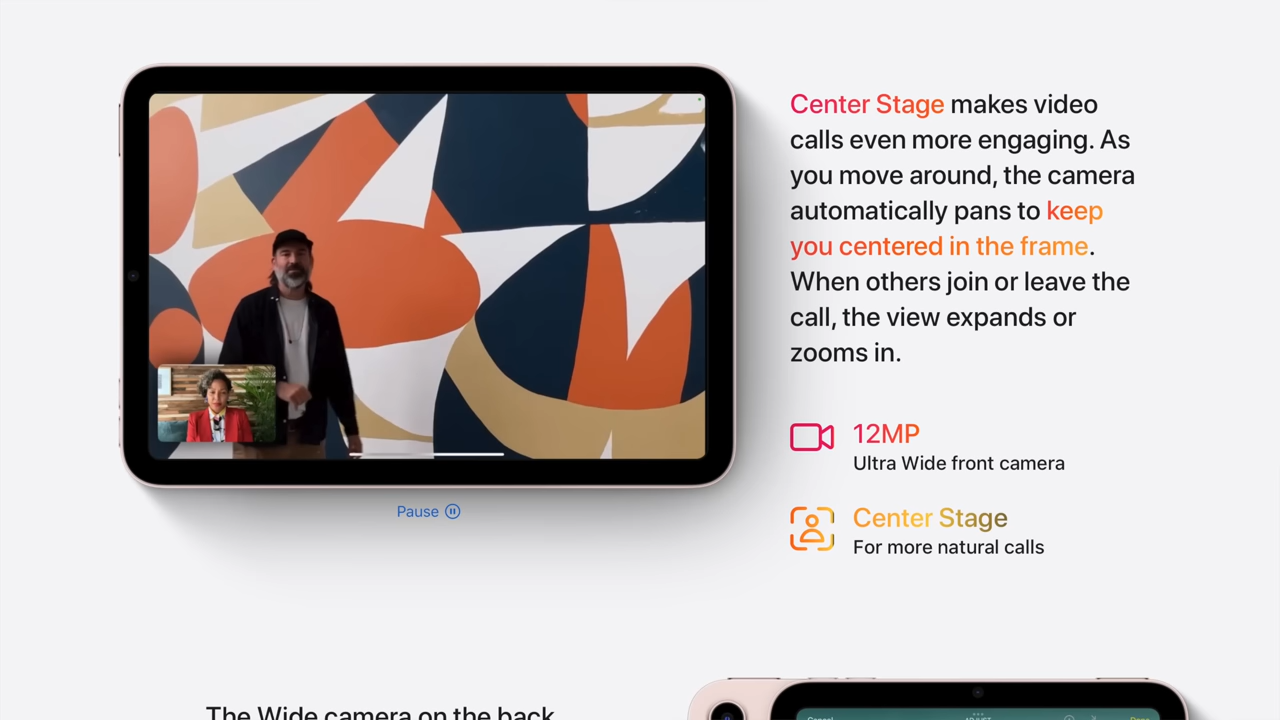 Center Stage makes video
calls even more engaging. As
you move around, the camera
automatically pans to keep
you centered in the frame.
When others join or leave the
call, the view expands or
zooms in.
12MP
Ultra Wide front camera
Center Stage
For more natural calls
Pause
The Wide camera on the back